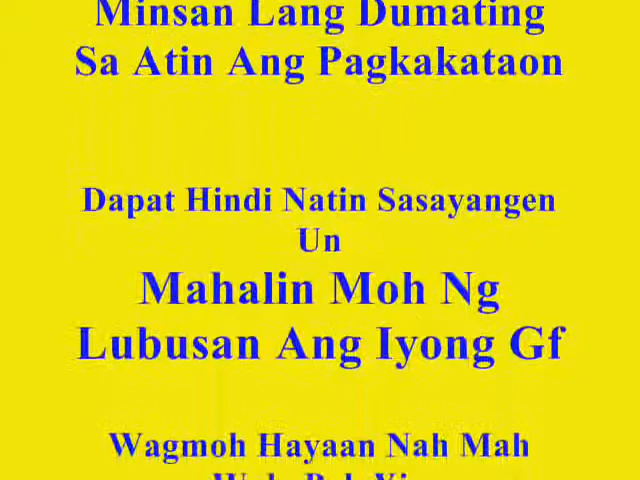 Minsan Lang Dumating
Sa Atin Ang Pagkakataon
Dapat Hindi Natin Sasayangen
Un
Mahalin Moh Ng
Lubusan Ang Iyong Gf
Wagmoh Hayaan Nah Mah